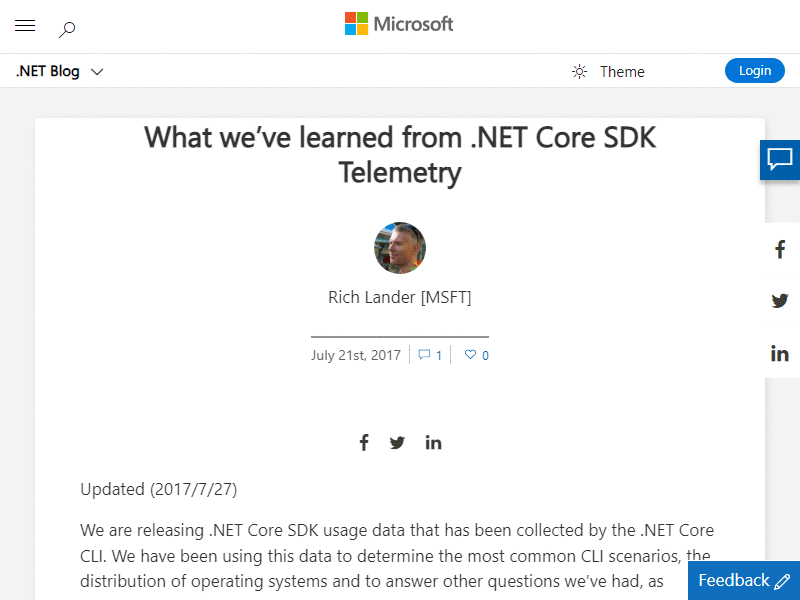 Microsoft
.NET Blog
Theme
Login
What we’ve learned from .NET Core SDK
Telemetry
Rich Lander [MSFT]
July 21st, 2017 1 0
Updated (2017/7/27)
We are releasing .NET Core SDK usage data that has been collected by the .NET Core
CLI. We have been using this data to determine the most common CLI scenarios, the
distribution of operating systems and to answer other questions we’ve had, as
Feedback